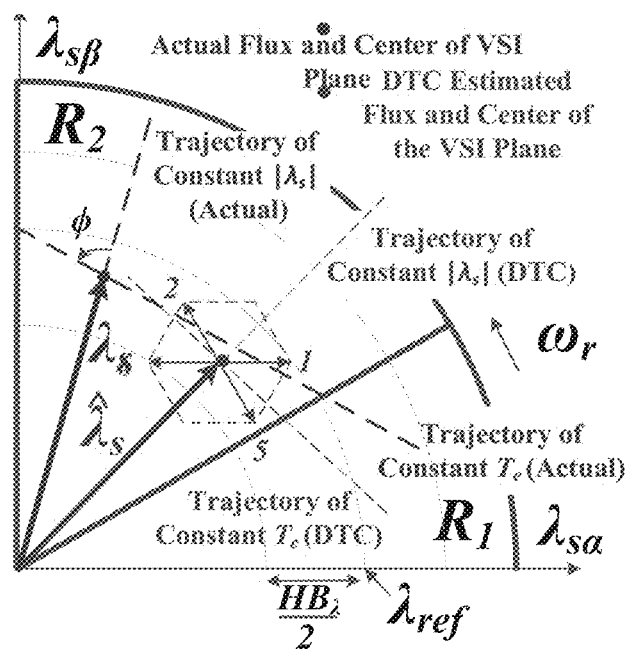 λsβ
Actual Flux and Center of VSI
Plane DTC Estimated
Flux and Center of
the VSI Plane
R2
Trajectory of
Constant |λs|
(Actual)
ϕ
Trajectory of
Constant |λs| (DTC)
2
1
ωr
λs
λ̂s
5
Trajectory of
Constant Te (Actual)
Trajectory of
Constant Te (DTC)
R1
λsα
HBλ
2
λref